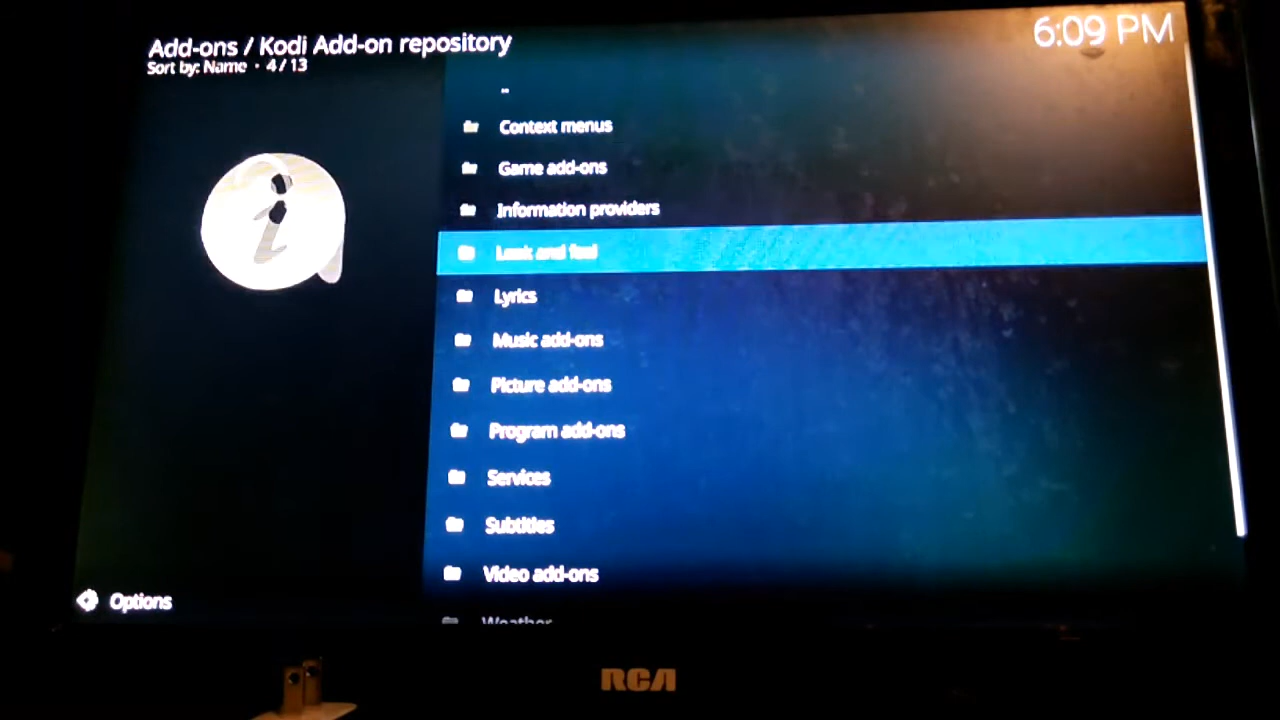 Add-ons / Kodi Add-on repository
Sort by: Name · 4 / 13
6:09 PM
..
Context menus
Game add-ons
Information providers
Look and feel
Lyrics
Music add-ons
Picture add-ons
Program add-ons
Services
Subtitles
Video add-ons
Weather
Options
RCA